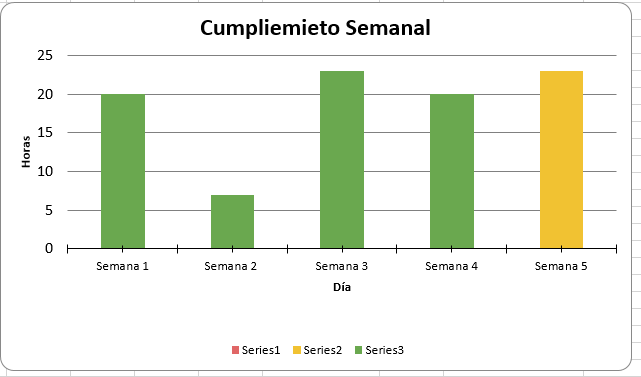 Cumpliemieto Semanal
25
20
15
10
5
0
Horas
Semana 1 Semana 2 Semana 3 Semana 4 Semana 5
Día
Series1 Series2 Series3